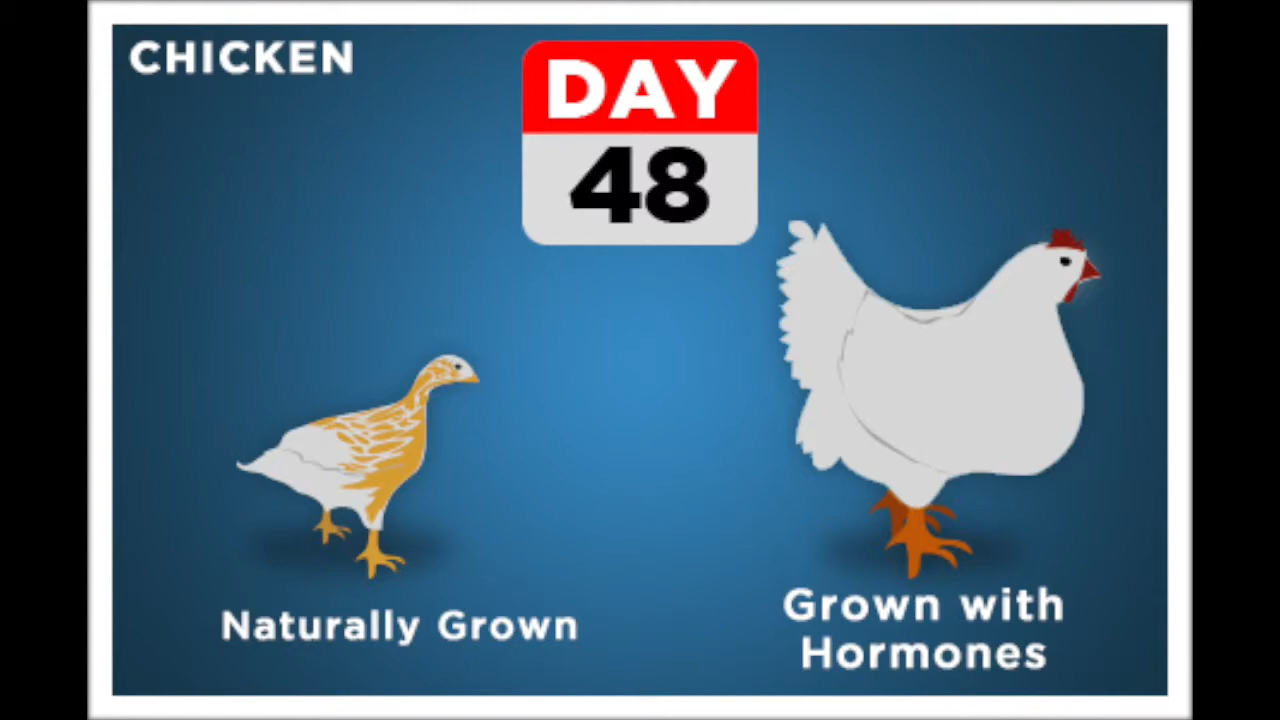 CHICKEN
DAY
48
Naturally Grown
Grown with
Hormones